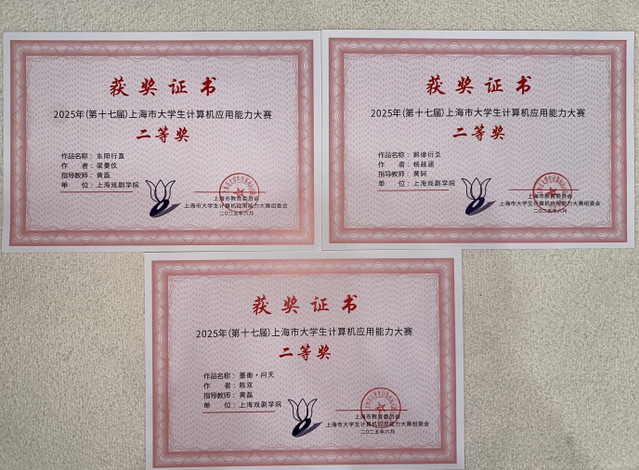 获奖证书
2025年(第十七届)上海市大学生计算机应用能力大赛
二等奖
作品名称：东阳行直
作 者：梁曼仪
指导教师：黄磊
单 位：上海戏剧学院
上海市教育委员会
上海市大学生计算机应用能力大赛组委会
二〇二五年六月
获奖证书
2025年(第十七届)上海市大学生计算机应用能力大赛
二等奖
作品名称：斡律衍爻
作 者：杨越涵
指导教师：黄轲
单 位：上海戏剧学院
上海市教育委员会
上海市大学生计算机应用能力大赛组委会
二〇二五年六月
获奖证书
2025年(第十七届)上海市大学生计算机应用能力大赛
二等奖
作品名称：墨衡·问天
作 者：甄双
指导教师：黄磊
单 位：上海戏剧学院
上海市教育委员会
上海市大学生计算机应用能力大赛组委会
二〇二五年六月